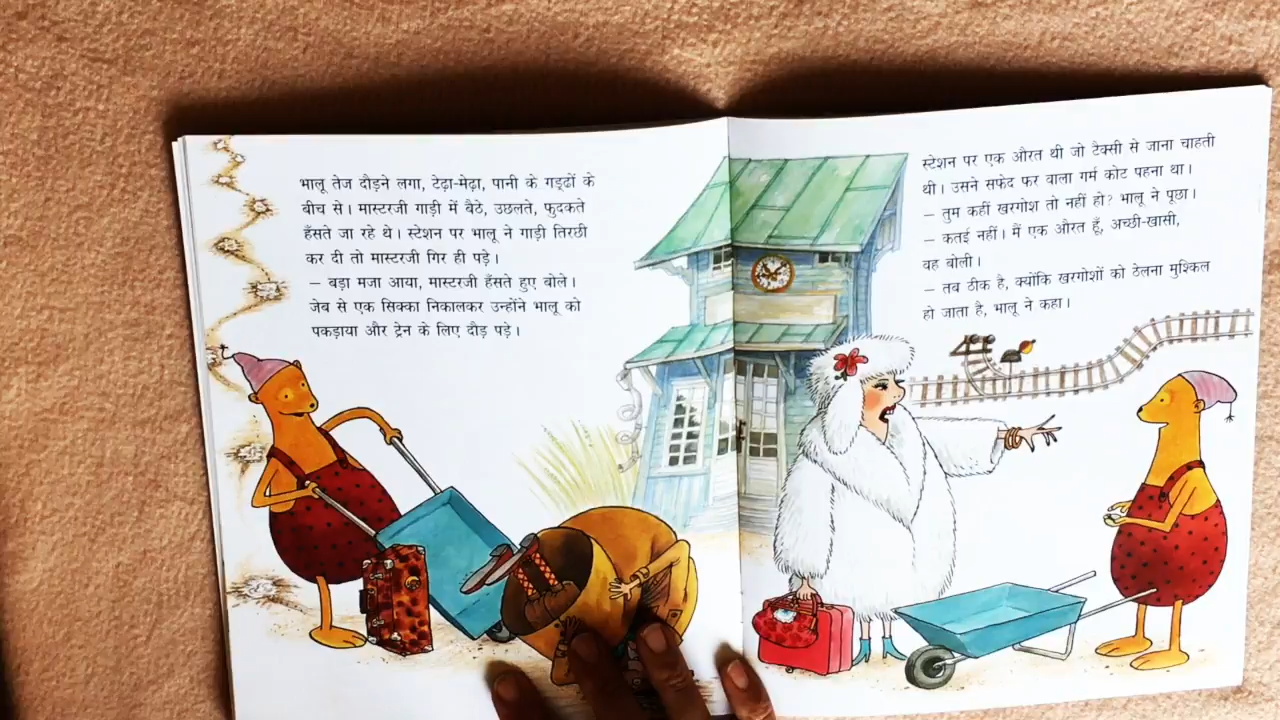 भालू तेज दौड़ने लगा, टेढ़ा-मेढ़ा, पानी के गड्ढों के
बीच से। मास्टरजी गाड़ी में बैठे, उछलते, फुदकते
हँसते जा रहे थे। स्टेशन पर भालू ने गाड़ी तिरछी
कर दी तो मास्टरजी गिर ही पड़े।
– बड़ा मजा आया, मास्टरजी हँसते हुए बोले।
जेब से एक सिक्का निकालकर उन्होंने भालू को
पकड़ाया और ट्रेन के लिए दौड़ पड़े।
स्टेशन पर एक औरत थी जो टैक्सी से जाना चाहती
थी। उसने सफेद फर वाला गर्म कोट पहना था।
– तुम कहीं खरगोश तो नहीं हो? भालू ने पूछा।
– कतई नहीं। मैं एक औरत हूँ, अच्छी-खासी,
वह बोली।
– तब ठीक है, क्योंकि खरगोशों को ठेलना मुश्किल
हो जाता है, भालू ने कहा।